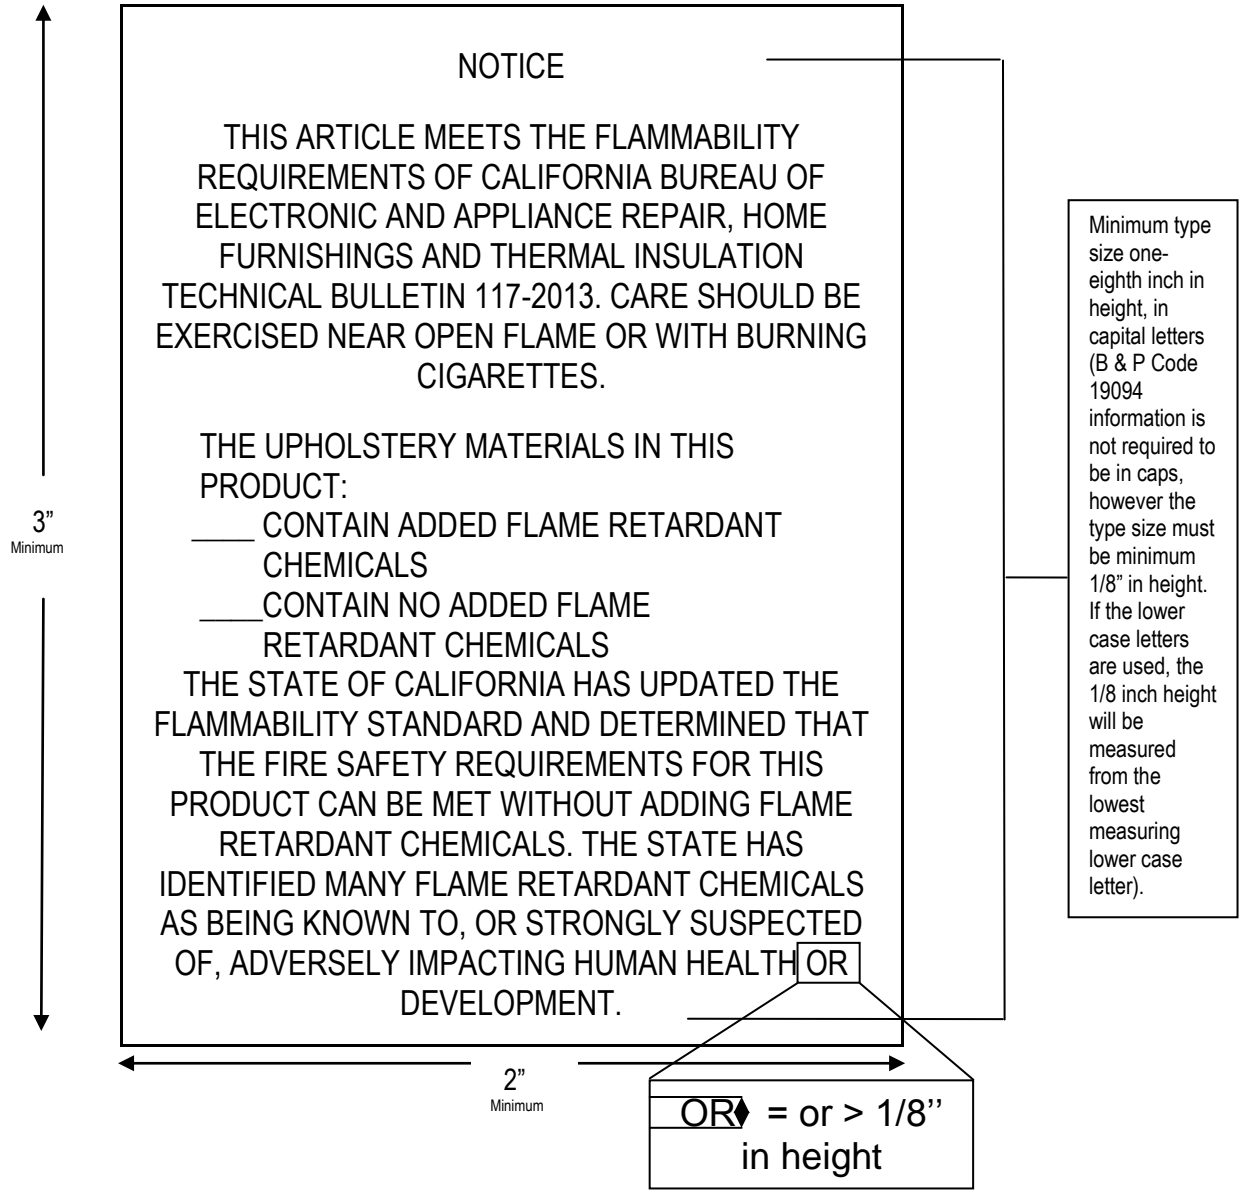 NOTICE
THIS ARTICLE MEETS THE FLAMMABILITY
REQUIREMENTS OF CALIFORNIA BUREAU OF
ELECTRONIC AND APPLIANCE REPAIR, HOME
FURNISHINGS AND THERMAL INSULATION
TECHNICAL BULLETIN 117-2013. CARE SHOULD BE
EXERCISED NEAR OPEN FLAME OR WITH BURNING
CIGARETTES.
THE UPHOLSTERY MATERIALS IN THIS
PRODUCT:
____ CONTAIN ADDED FLAME RETARDANT
CHEMICALS
____CONTAIN NO ADDED FLAME
RETARDANT CHEMICALS
THE STATE OF CALIFORNIA HAS UPDATED THE
FLAMMABILITY STANDARD AND DETERMINED THAT
THE FIRE SAFETY REQUIREMENTS FOR THIS
PRODUCT CAN BE MET WITHOUT ADDING FLAME
RETARDANT CHEMICALS. THE STATE HAS
IDENTIFIED MANY FLAME RETARDANT CHEMICALS
AS BEING KNOWN TO, OR STRONGLY SUSPECTED
OF, ADVERSELY IMPACTING HUMAN HEALTH OR
DEVELOPMENT.
3”
Minimum
2”
Minimum
OR = or > 1/8’’
in height
Minimum type
size one-
eighth inch in
height, in
capital letters
(B & P Code
19094
information is
not required to
be in caps,
however the
type size must
be minimum
1/8” in height.
If the lower
case letters
are used, the
1/8 inch height
will be
measured
from the
lowest
measuring
lower case
letter).